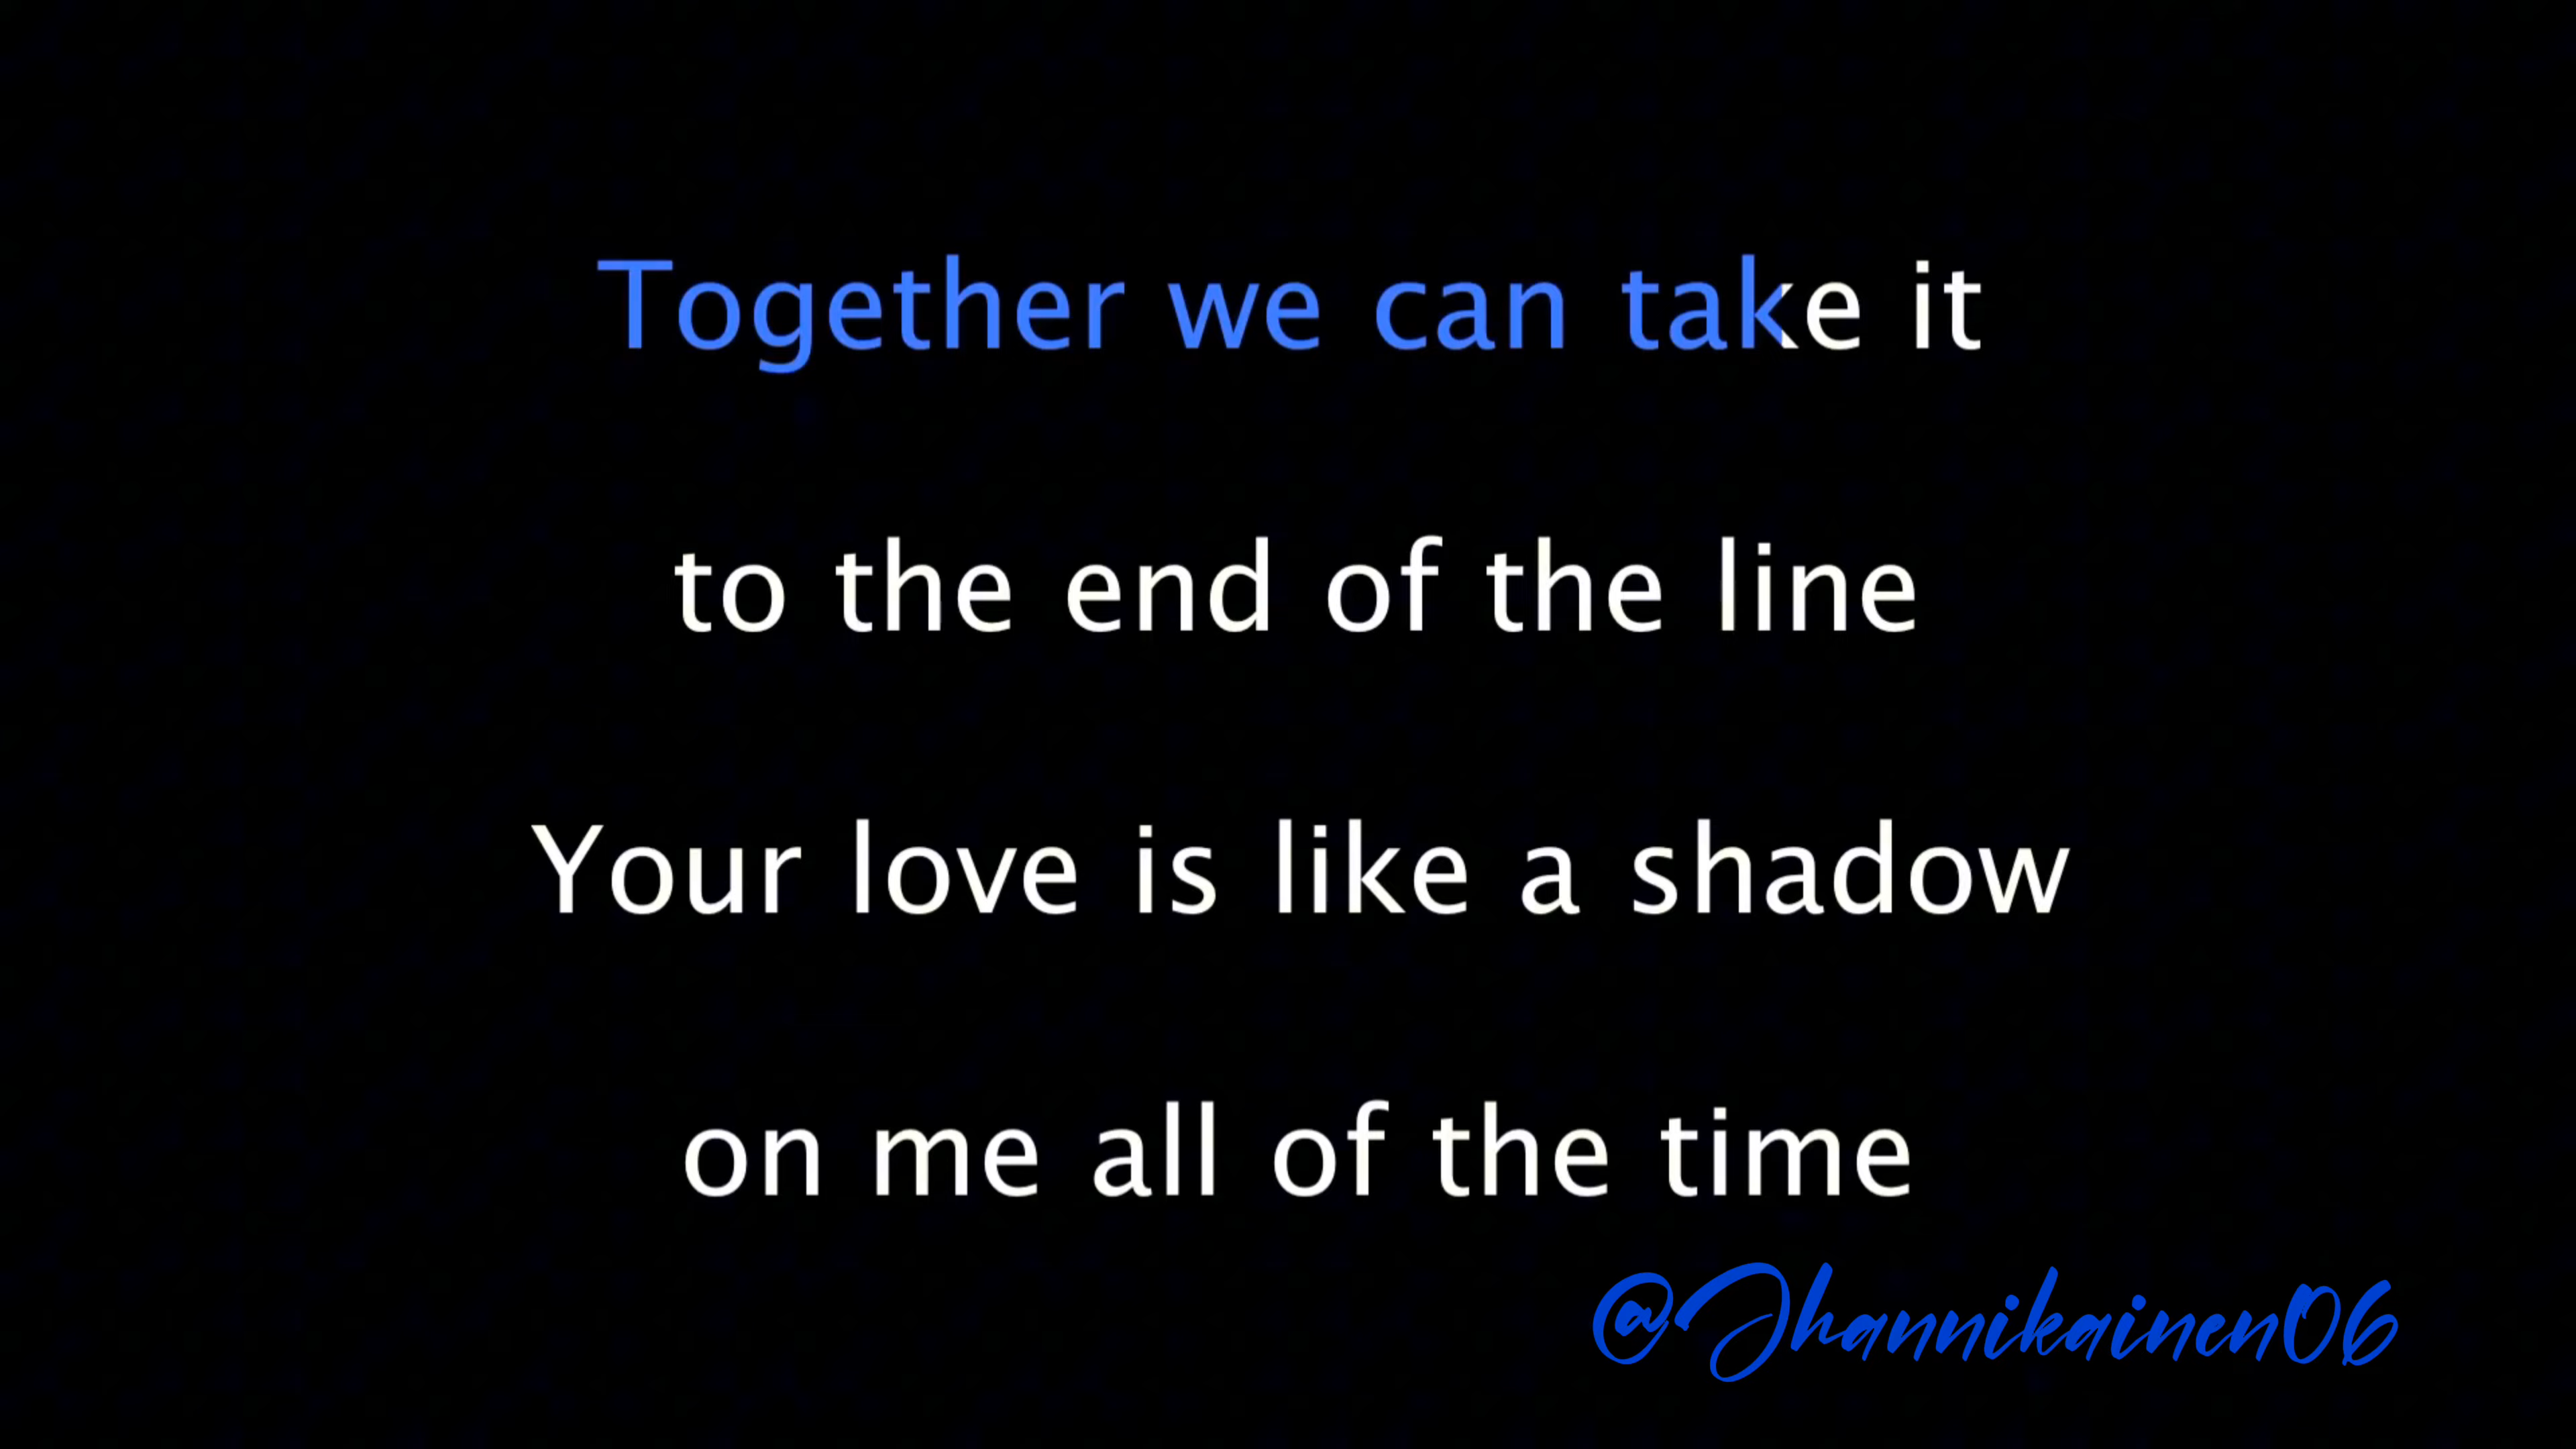 Together we can take it
to the end of the line
Your love is like a shadow
on me all of the time
@Jhannikainen06